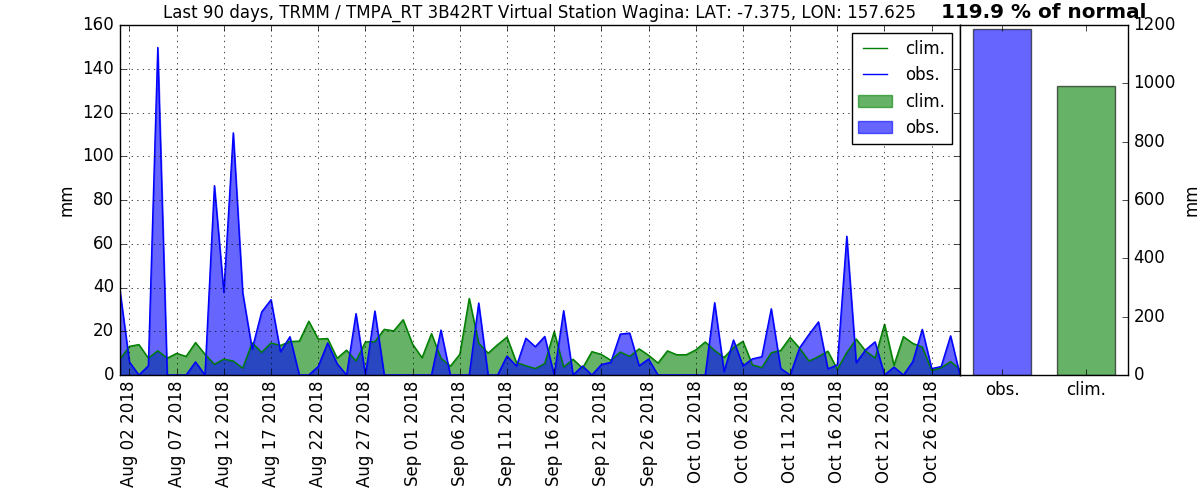 Last 90 days, TRMM / TMPA_RT 3B42RT Virtual Station Wagina: LAT: -7.375, LON: 157.625
119.9 % of normal
160
140
120
100
80
60
40
20
0
mm
clim.
obs.
clim.
obs.
Aug 02 2018
Aug 07 2018
Aug 12 2018
Aug 17 2018
Aug 22 2018
Aug 27 2018
Sep 01 2018
Sep 06 2018
Sep 11 2018
Sep 16 2018
Sep 21 2018
Sep 26 2018
Oct 01 2018
Oct 06 2018
Oct 11 2018
Oct 16 2018
Oct 21 2018
Oct 26 2018
1200
1000
800
600
400
200
0
mm
obs.
clim.